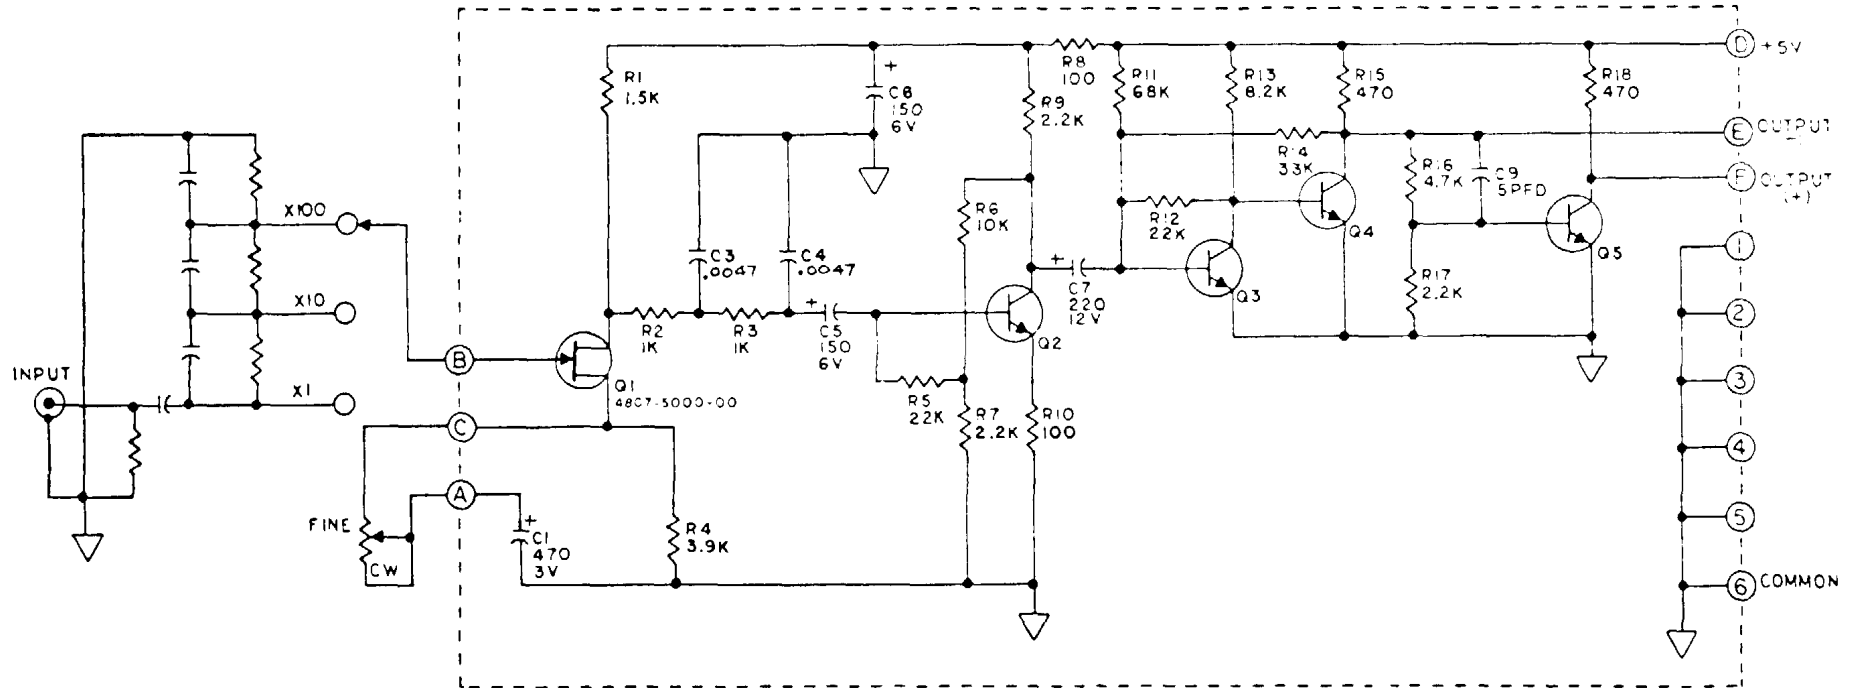 D +5V
R1
1.5K
C6
150
6V
+
R8
100
R9
2.2K
R11
68K
R13
8.2K
R15
470
R18
470
E OUTPUT
(-)
F OUTPUT
(+)
R14
33K
R16
4.7K
C9
5PFD
X100
R6
10K
R12
22K
Q4
Q5
1
C3
.0047
C4
.0047
+
C7
220
12V
Q3
R17
2.2K
X10
R2
1K
R3
1K
+
C5
150
6V
Q2
2
INPUT
X1
B
Q1
48C7-5000-00
R5
22K
R7
2.2K
R10
100
3
C
4
A
FINE
CW
+
C1
470
3V
R4
3.9K
5
6 COMMON